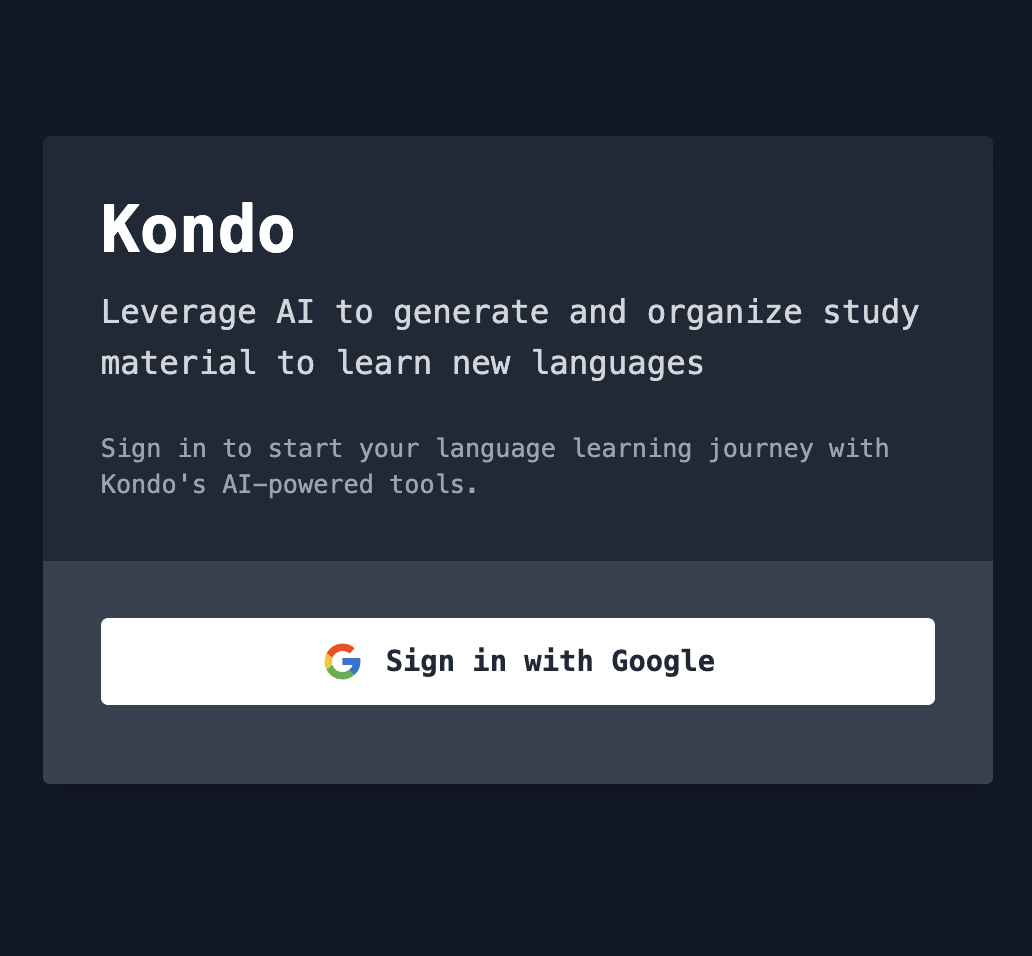 Kondo
Leverage AI to generate and organize study
material to learn new languages
Sign in to start your language learning journey with
Kondo's AI-powered tools.
Sign in with Google